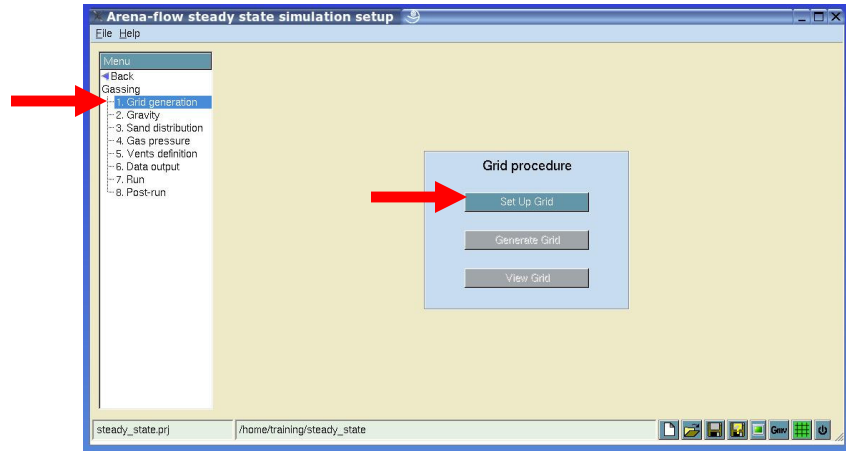 Arena-flow steady state simulation setup
File Help
Menu
Back
Gassing
1. Grid generation
2. Gravity
3. Sand distribution
4. Gas pressure
5. Vents definition
6. Data output
7. Run
8. Post-run
Grid procedure
Set Up Grid
Generate Grid
View Grid
steady_state.prj
/home/training/steady_state
Gmv